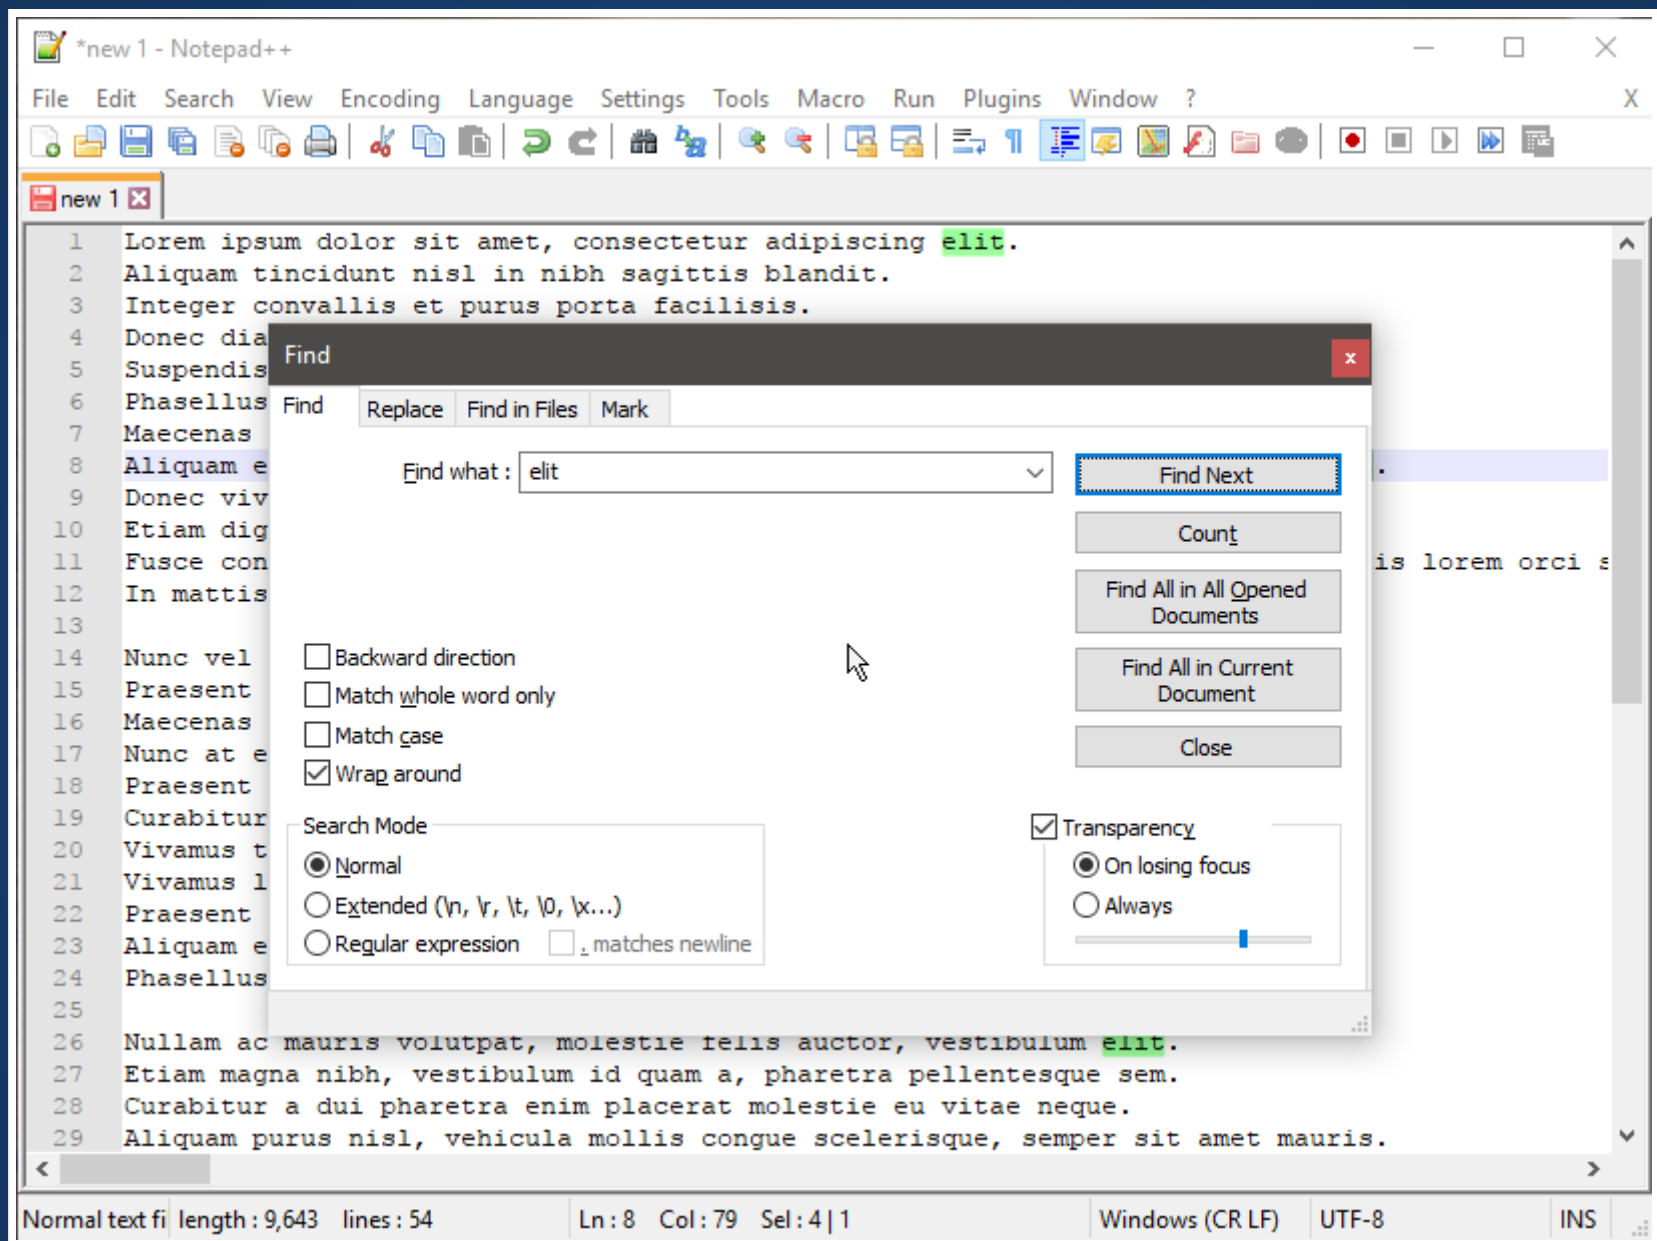 *new 1 - Notepad++
File Edit Search View Encoding Language Settings Tools Macro Run Plugins Window ? X
new 1
1 Lorem ipsum dolor sit amet, consectetur adipiscing elit.
2 Aliquam tincidunt nisl in nibh sagittis blandit.
3 Integer convallis et purus porta facilisis.
4 Donec dia
5 Suspendis
6 Phasellus
7 Maecenas
8 Aliquam e .
9 Donec viv
10 Etiam dig
11 Fusce con is lorem orci s
12 In mattis
13
14 Nunc vel
15 Praesent
16 Maecenas
17 Nunc at e
18 Praesent
19 Curabitur
20 Vivamus t
21 Vivamus l
22 Praesent
23 Aliquam e
24 Phasellus
25
26 Nullam ac mauris volutpat, molestie felis auctor, vestibulum elit.
27 Etiam magna nibh, vestibulum id quam a, pharetra pellentesque sem.
28 Curabitur a dui pharetra enim placerat molestie eu vitae neque.
29 Aliquam purus nisl, vehicula mollis congue scelerisque, semper sit amet mauris.
Find x
Find Replace Find in Files Mark
Find what : elit
Find Next
Count
Find All in All Opened
Documents
Find All in Current
Document
Close
Backward direction
Match whole word only
Match case
Wrap around
Search Mode
Normal
Extended (\n, \r, \t, \0, \x...)
Regular expression . matches newline
Transparency
On losing focus
Always
Normal text fi length : 9,643 lines : 54 Ln : 8 Col : 79 Sel : 4 | 1 Windows (CR LF) UTF-8 INS